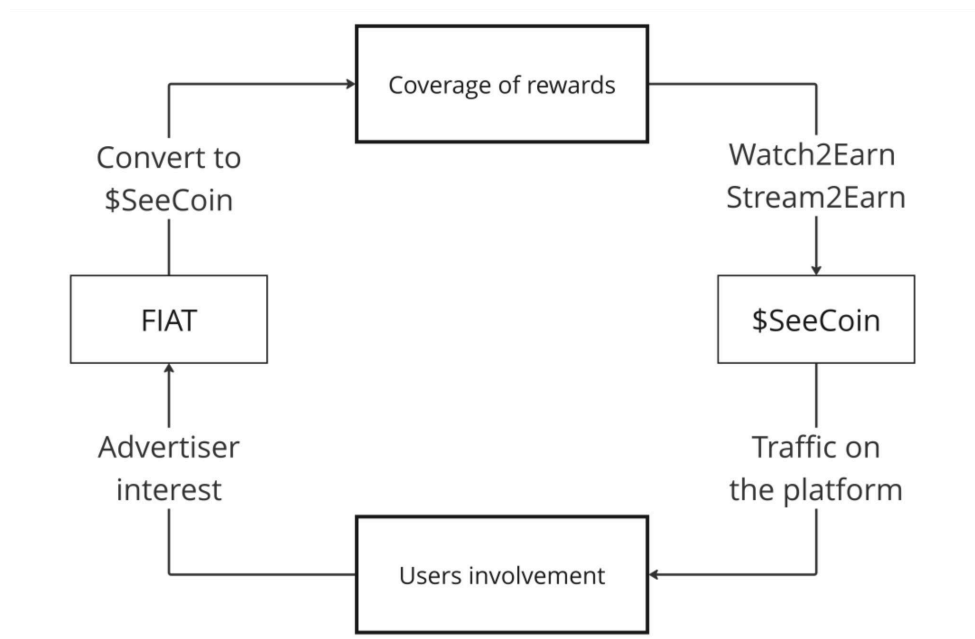 Coverage of rewards
Convert to
$SeeCoin
Watch2Earn
Stream2Earn
FIAT
$SeeCoin
Advertiser
interest
Traffic on
the platform
Users involvement